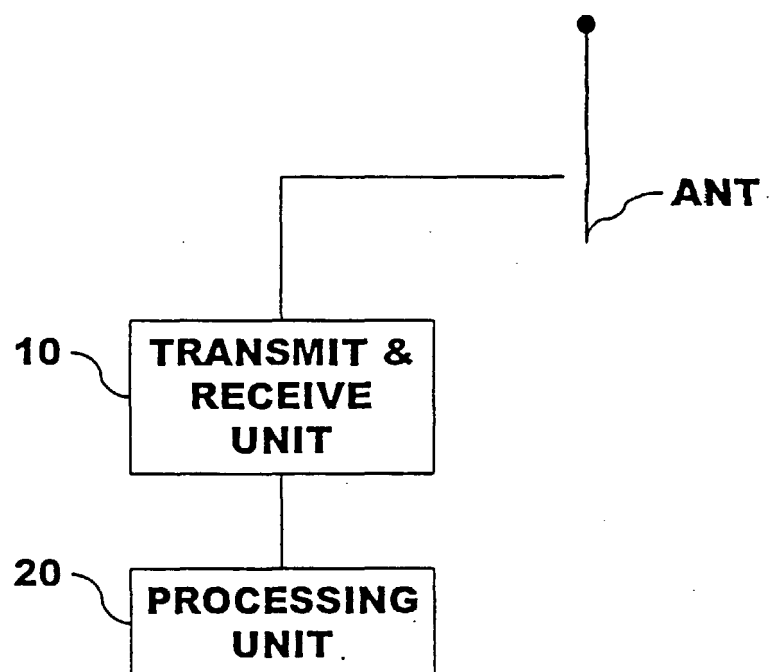 ANT
10
TRANSMIT &
RECEIVE
UNIT
20
PROCESSING
UNIT